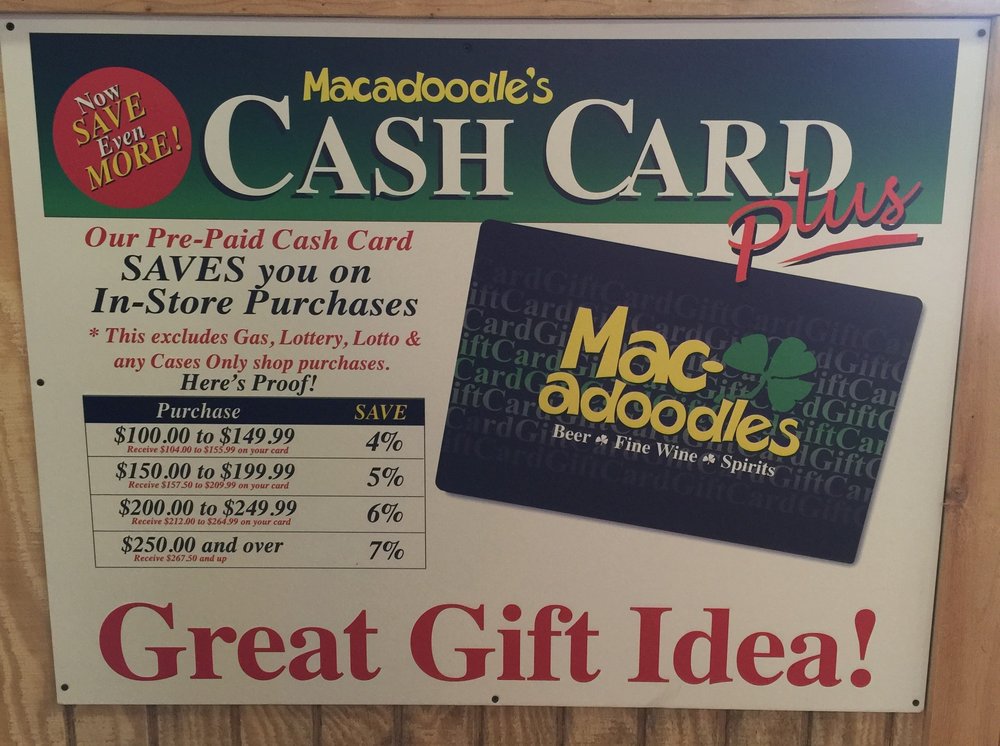 Now
SAVE
Even
MORE!
Macadoodle's
CASH CARD
plus
Our Pre-Paid Cash Card
SAVES you on
In-Store Purchases
* This excludes Gas, Lottery, Lotto &
any Cases Only shop purchases.
Here's Proof!
Purchase SAVE
$100.00 to $149.99 4%
Receive $104.00 to $155.99 on your card
$150.00 to $199.99 5%
Receive $157.50 to $209.99 on your card
$200.00 to $249.99 6%
Receive $212.00 to $264.99 on your card
$250.00 and over 7%
Receive $267.50 and up
Mac-
adoodles
Beer Fine Wine Spirits
Great Gift Idea!